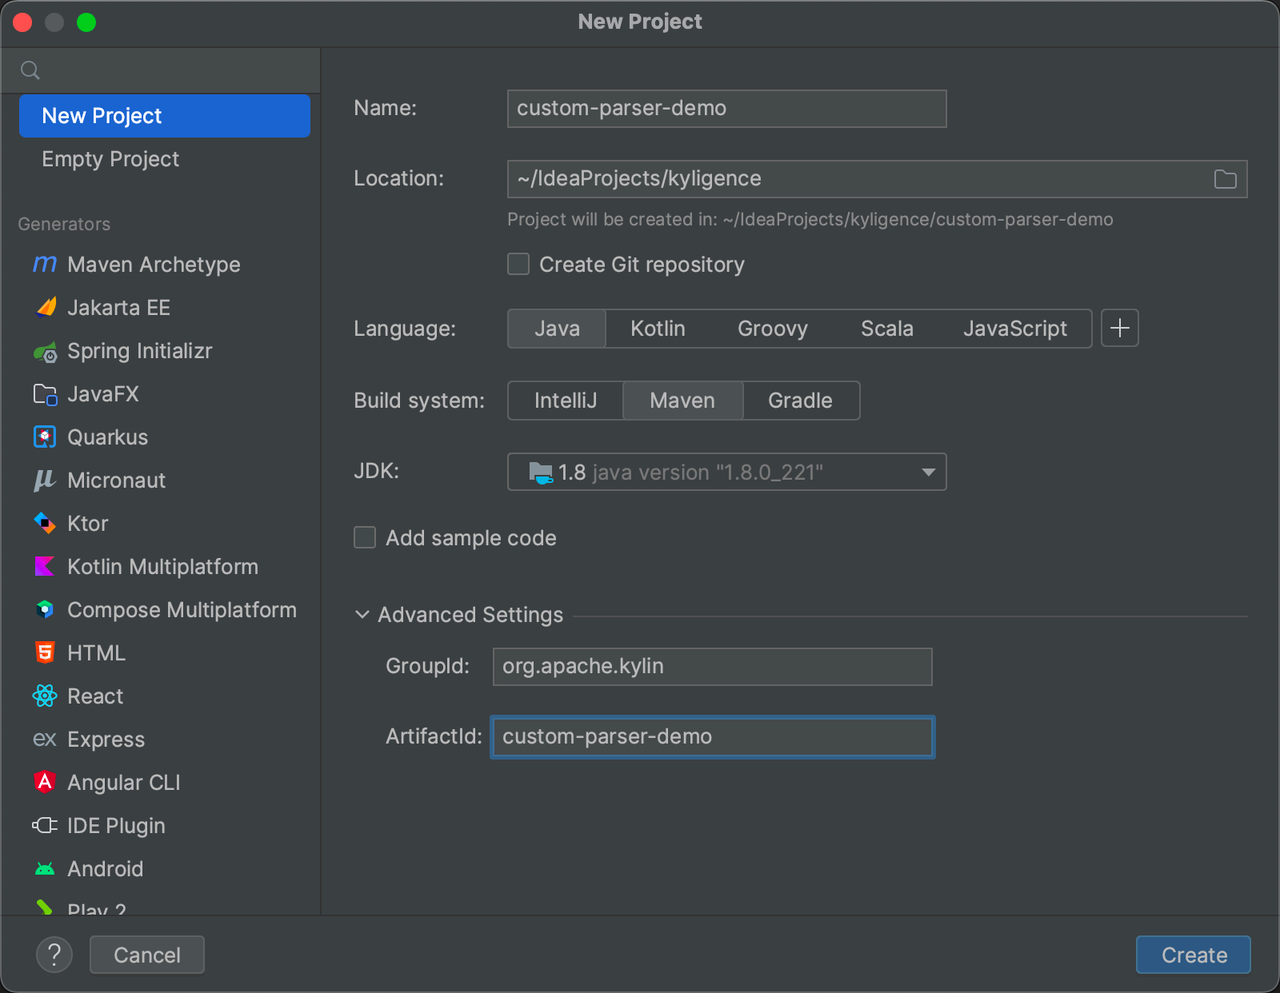 New Project
New Project
Empty Project
Generators
m Maven Archetype
Jakarta EE
Spring Initializr
JavaFX
Quarkus
μ Micronaut
Ktor
Kotlin Multiplatform
Compose Multiplatform
5 HTML
React
ex Express
A Angular CLI
IDE Plugin
Android
Play 2
Name: custom-parser-demo
Location: ~/IdeaProjects/kyligence
Project will be created in: ~/IdeaProjects/kyligence/custom-parser-demo
Create Git repository
Language: Java Kotlin Groovy Scala JavaScript +
Build system: IntelliJ Maven Gradle
JDK: 1.8 java version "1.8.0_221"
Add sample code
Advanced Settings
GroupId: org.apache.kylin
ArtifactId: custom-parser-demo
? Cancel Create